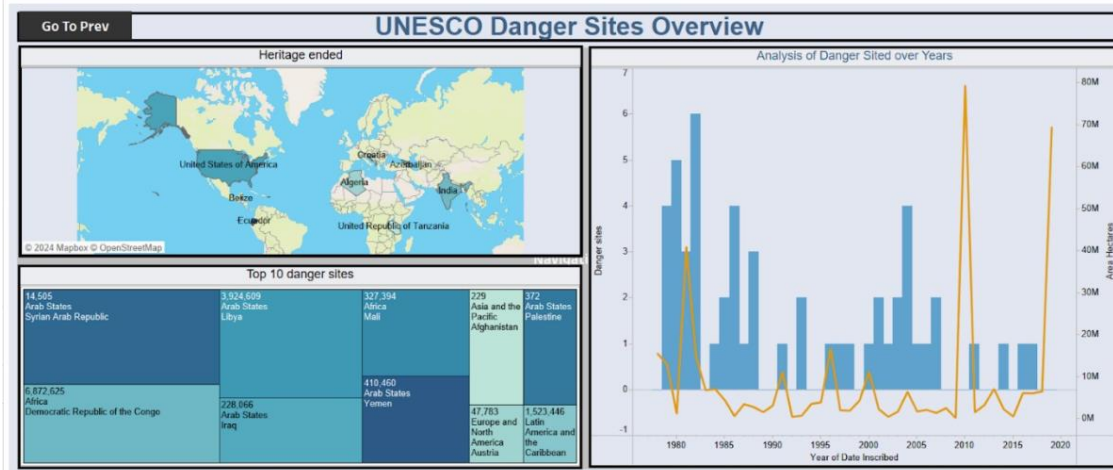 Go To Prev
UNESCO Danger Sites Overview
Heritage ended
United States of America
Croatia
Azerbaijan
Algeria
India
Belize
Ecuador
United Republic of Tanzania
© 2024 Mapbox © OpenStreetMap
Top 10 danger sites
14,505
Arab States
Syrian Arab Republic
6,872,625
Africa
Democratic Republic of the Conge
3,924,609
Arab States
Libya
228,066
Arab States
Iraq
327,394
Africa
Mali
410,460
Arab States
Yemen
229
Asia and the
Pacific
Afghanistan
372
Arab States
Palestine
47,783
Europe and
North
America
Austria
1,523,446
Latin
America and
the
Caribbean
Analysis of Danger Sited over Years
7
6
5
4
3
2
1
0
-1
Danger sites
80M
70M
60M
50M
40M
30M
20M
10M
0M
Area Hectares
1980 1985 1990 1995 2000 2005 2010 2015 2020
Year of Date Inscribed